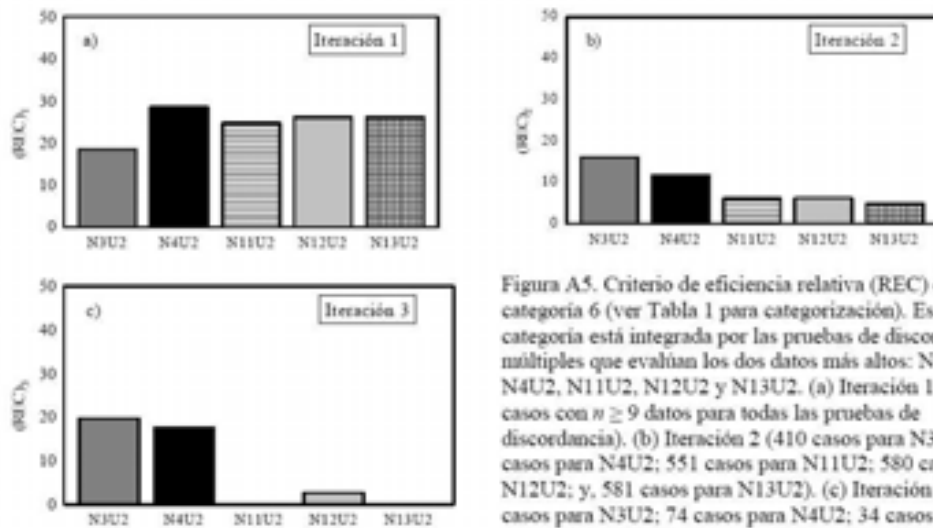 50
a)
Iteración 1
40
30
(REC)1
20
10
0
N3U2 N4U2 N11U2 N12U2 N13U2
50
b)
Iteración 2
40
30
(REC)2
20
10
0
N3U2 N4U2 N11U2 N12U2 N13U2
50
c)
Iteración 3
40
30
(REC)3
20
10
0
N3U2 N4U2 N11U2 N12U2 N13U2
Figura A5. Criterio de eficiencia relativa (REC)
categoría 6 (ver Tabla 1 para categorización). Es
categoría está integrada por las pruebas de discor
múltiples que evalúan los dos datos más altos: N
N4U2, N11U2, N12U2 y N13U2. (a) Iteración 1
casos con n ≥ 9 datos para todas las pruebas de
discordancia). (b) Iteración 2 (410 casos para N3
casos para N4U2; 551 casos para N11U2; 580 ca
N12U2; y, 581 casos para N13U2). (c) Iteración
casos para N3U2; 74 casos para N4U2; 34 casos